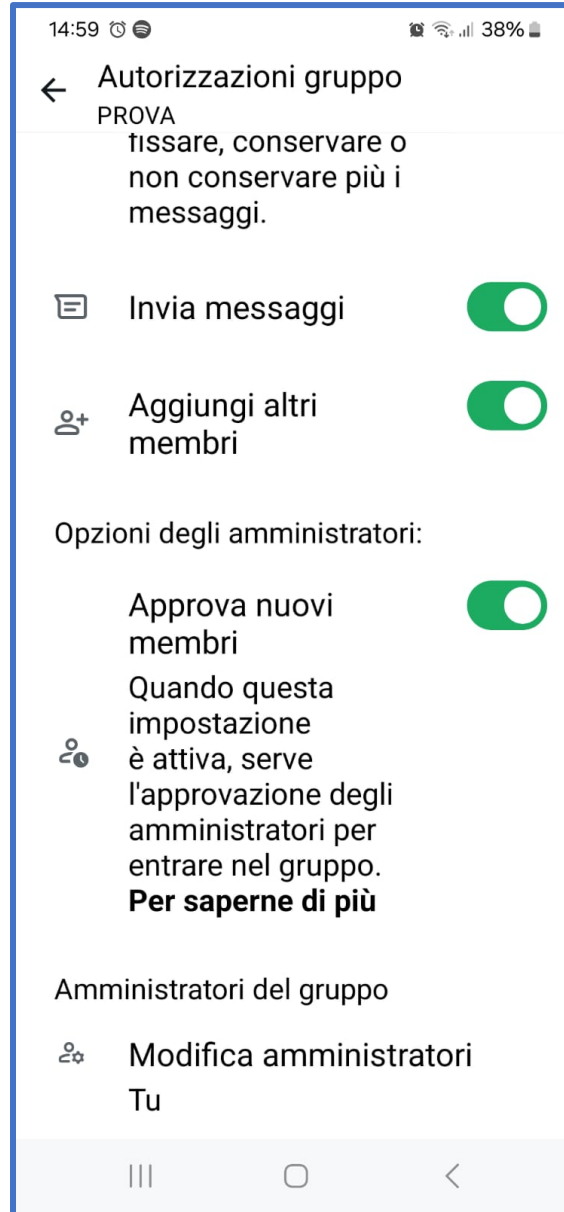 14:59 38%
Autorizzazioni gruppo
PROVA
fissare, conservare o
non conservare più i
messaggi.
Invia messaggi
Aggiungi altri
membri
Opzioni degli amministratori:
Approva nuovi
membri
Quando questa
impostazione
è attiva, serve
l'approvazione degli
amministratori per
entrare nel gruppo.
Per saperne di più
Amministratori del gruppo
Modifica amministratori
Tu